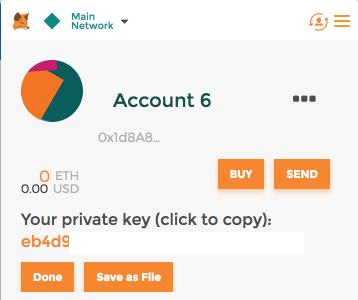 Main
Network
Account 6
0x1d8A8...
0 ETH
0.00 USD
BUY
SEND
Your private key (click to copy):
eb4d9
Done
Save as File